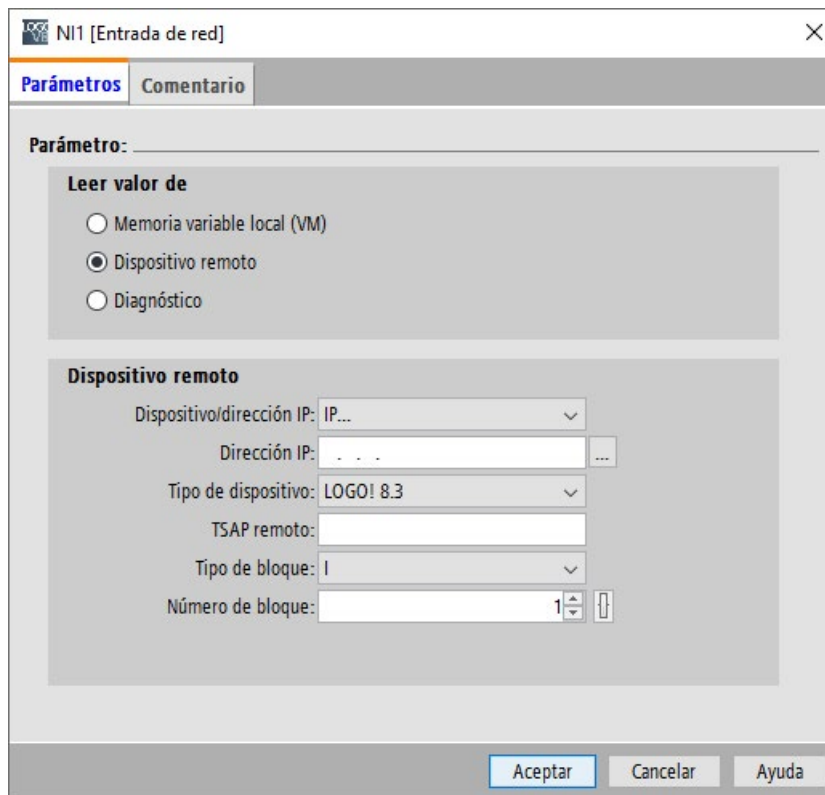 LOGO V8 NI1 [Entrada de red]
Parámetros Comentario
Parámetro:
Leer valor de
Memoria variable local (VM)
Dispositivo remoto
Diagnóstico
Dispositivo remoto
Dispositivo/dirección IP: IP...
Dirección IP: . . . ...
Tipo de dispositivo: LOGO! 8.3
TSAP remoto:
Tipo de bloque: I
Número de bloque: 1
Aceptar Cancelar Ayuda